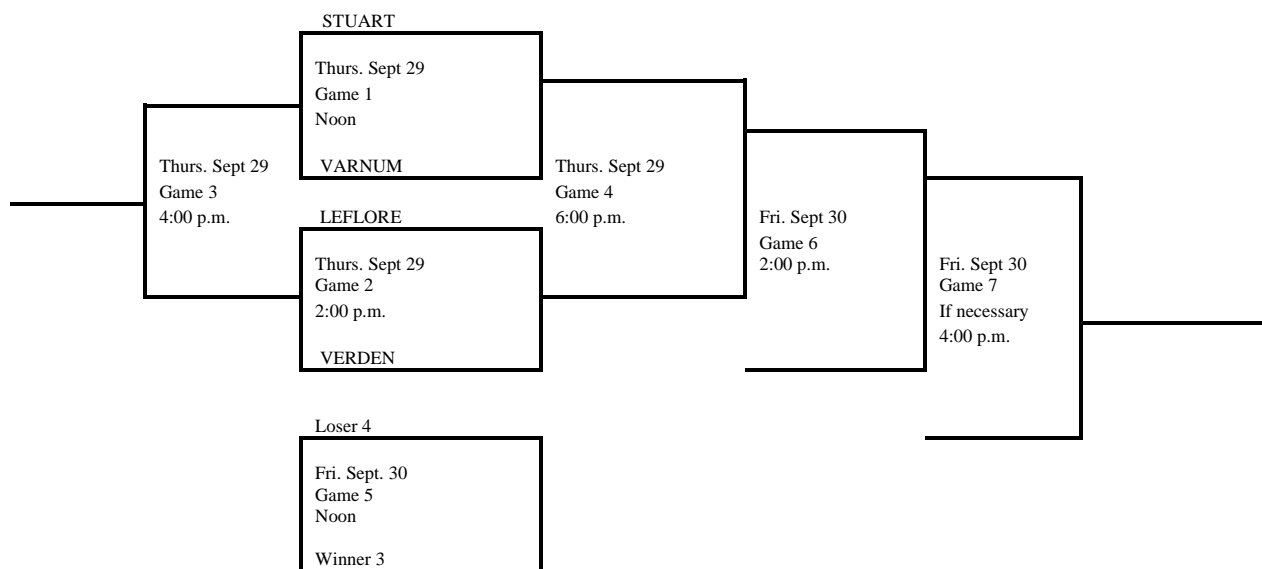 STUART
Thurs. Sept 29
Game 1
Noon
VARNUM
Thurs. Sept 29
Game 3
4:00 p.m.
Thurs. Sept 29
Game 4
6:00 p.m.
LEFLORE
Thurs. Sept 29
Game 2
2:00 p.m.
VERDEN
Fri. Sept 30
Game 6
2:00 p.m.
Fri. Sept 30
Game 7
If necessary
4:00 p.m.
Loser 4
Fri. Sept. 30
Game 5
Noon
Winner 3